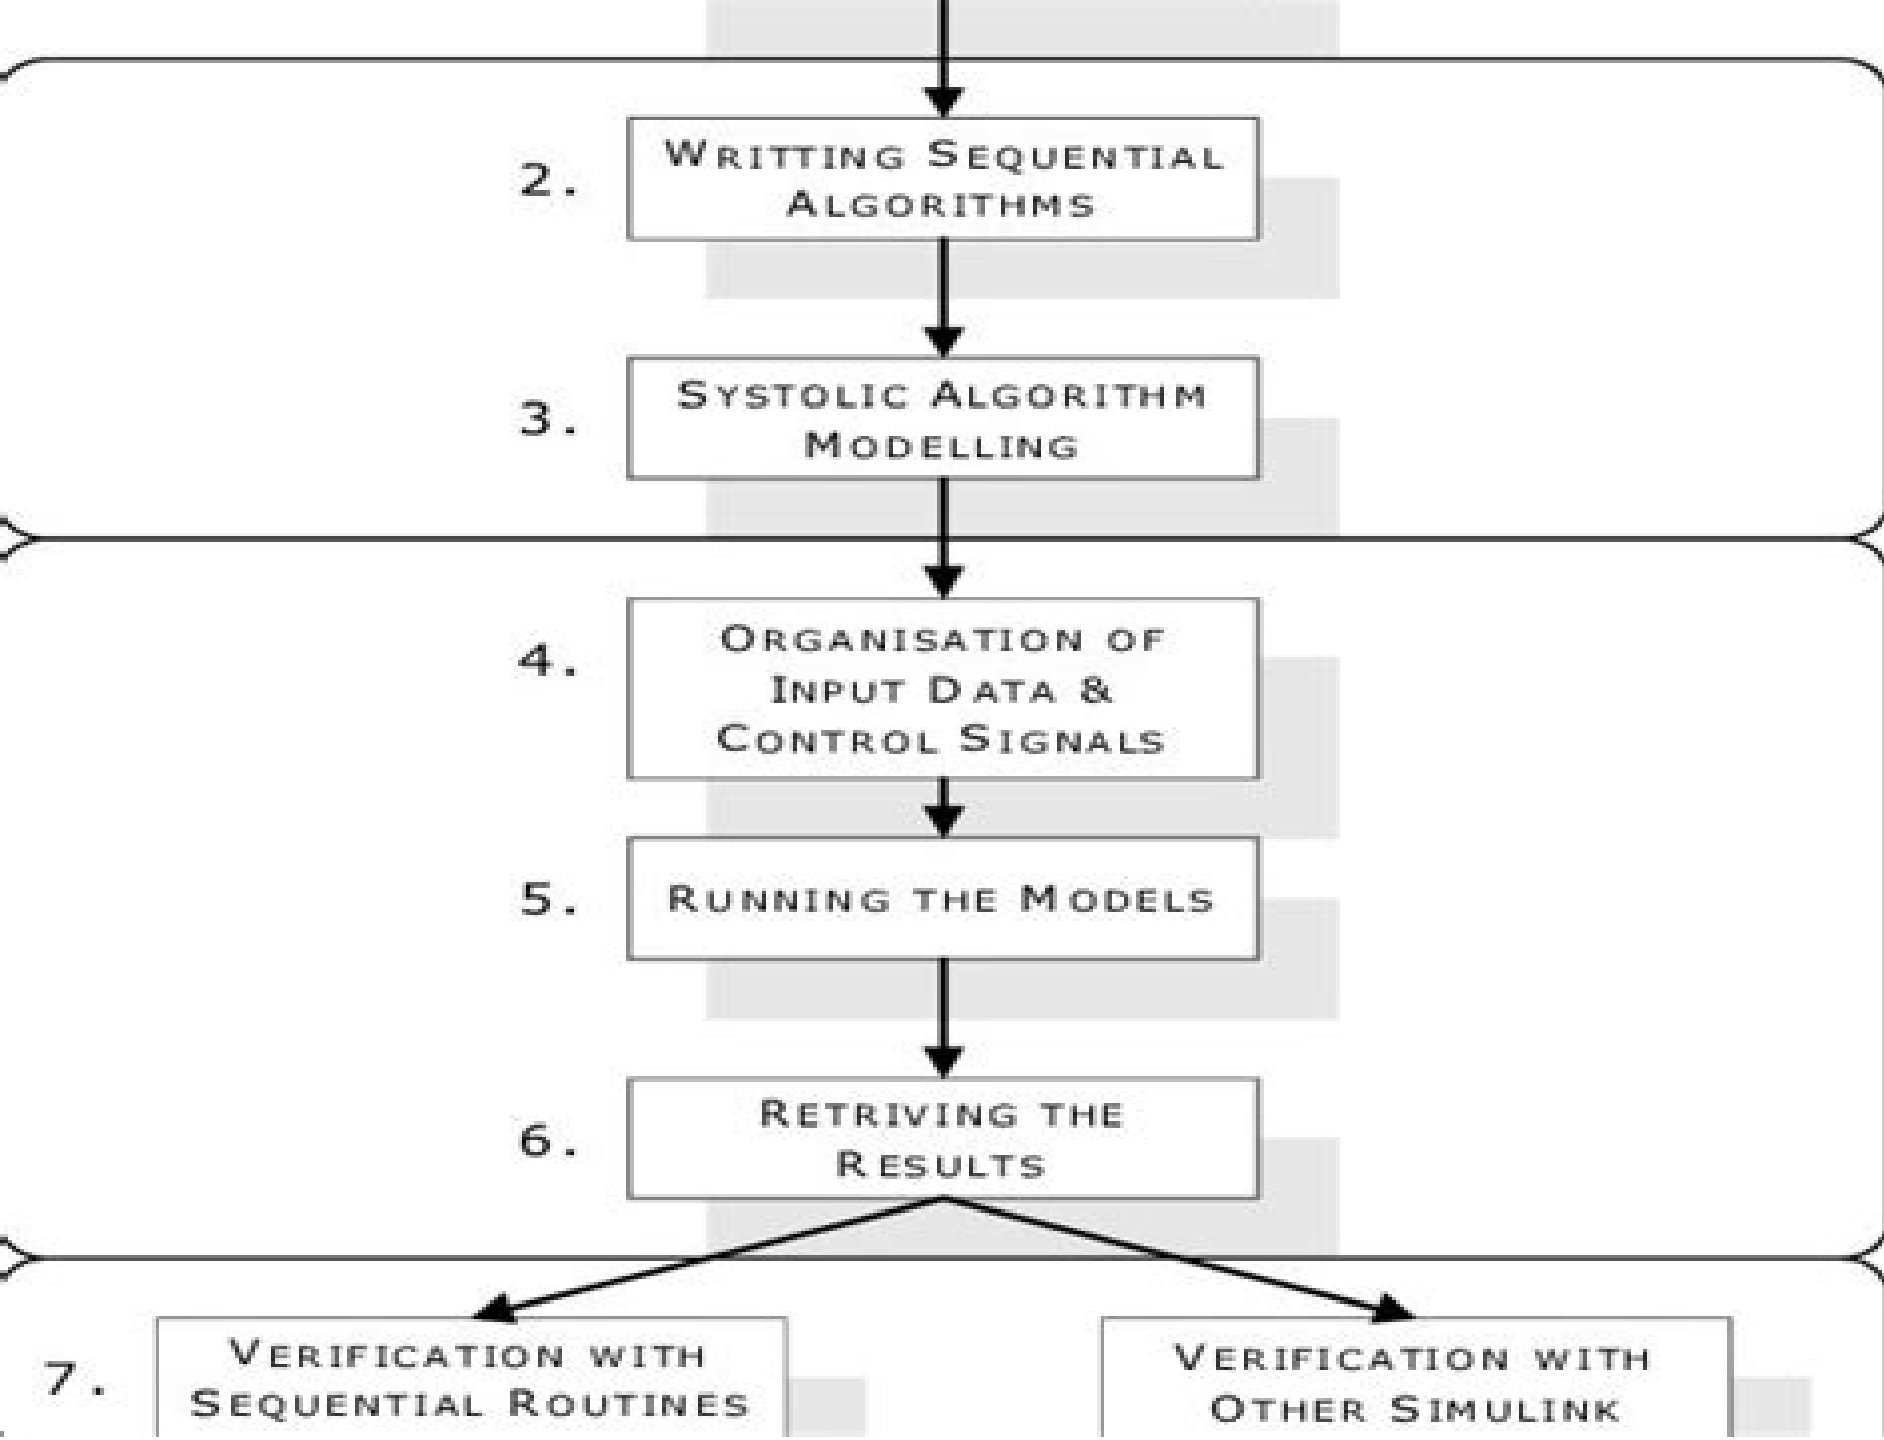 2.
WRITTING SEQUENTIAL
ALGORITHMS
3.
SYSTOLIC ALGORITHM
MODELLING
4.
ORGANISATION OF
INPUT DATA &
CONTROL SIGNALS
5.
RUNNING THE MODELS
6.
RETRIVING THE
RESULTS
7.
VERIFICATION WITH
SEQUENTIAL ROUTINES
VERIFICATION WITH
OTHER SIMULINK